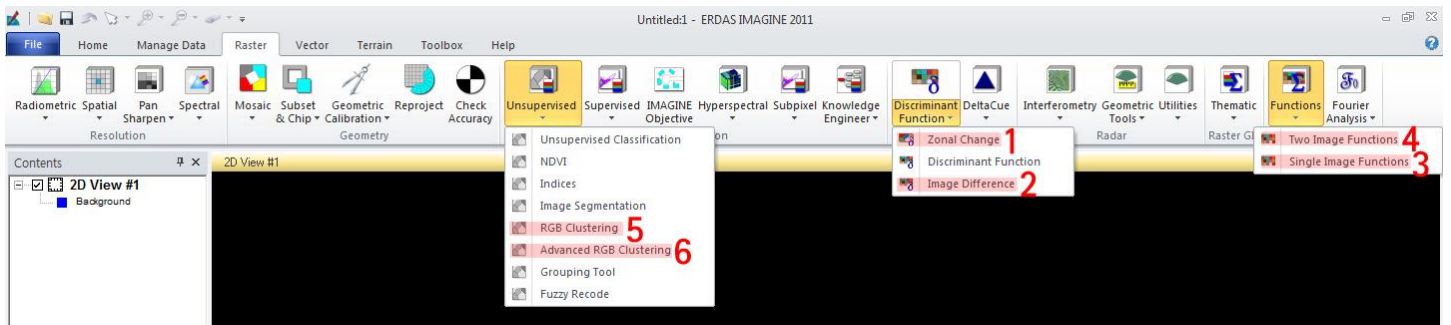 Untitled:1 - ERDAS IMAGINE 2011
File Home Manage Data Raster Vector Terrain Toolbox Help
Radiometric Spatial Pan Sharpen Spectral Mosaic Subset & Chip Geometric Calibration Reproject Check Accuracy Unsupervised Supervised IMAGINE Objective Hyperspectral Subpixel Knowledge Engineer Discriminant Function DeltaCue Interferometry Geometric Tools Utilities Thematic Functions Fourier Analysis
Resolution Geometry on Radar Raster GI
Unsupervised Classification
NDVI
Indices
Image Segmentation
RGB Clustering 5
Advanced RGB Clustering 6
Grouping Tool
Fuzzy Recode
Zonal Change 1
Discriminant Function
Image Difference 2
Two Image Functions 4
Single Image Functions 3
Contents
2D View #1
2D View #1
Background